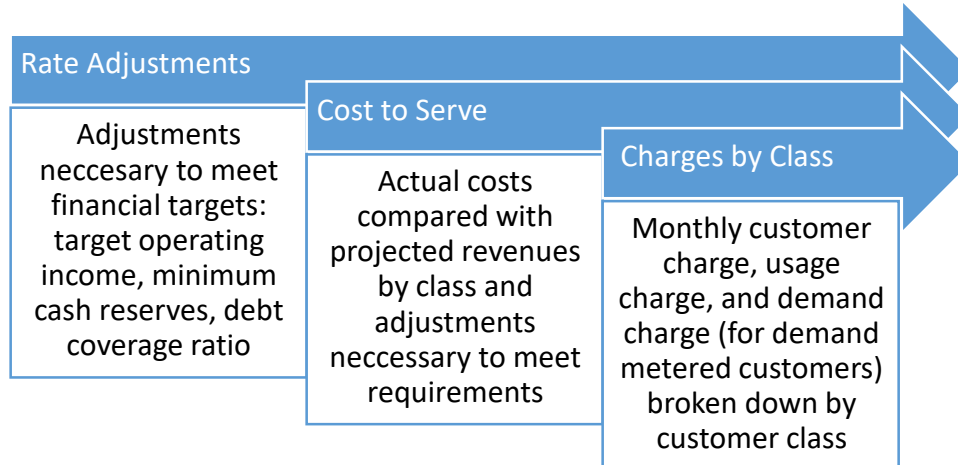 Rate Adjustments
Adjustments
neccesary to meet
financial targets:
target operating
income, minimum
cash reserves, debt
coverage ratio
Cost to Serve
Actual costs
compared with
projected revenues
by class and
adjustments
neccessary to meet
requirements
Charges by Class
Monthly customer
charge, usage
charge, and demand
charge (for demand
metered customers)
broken down by
customer class